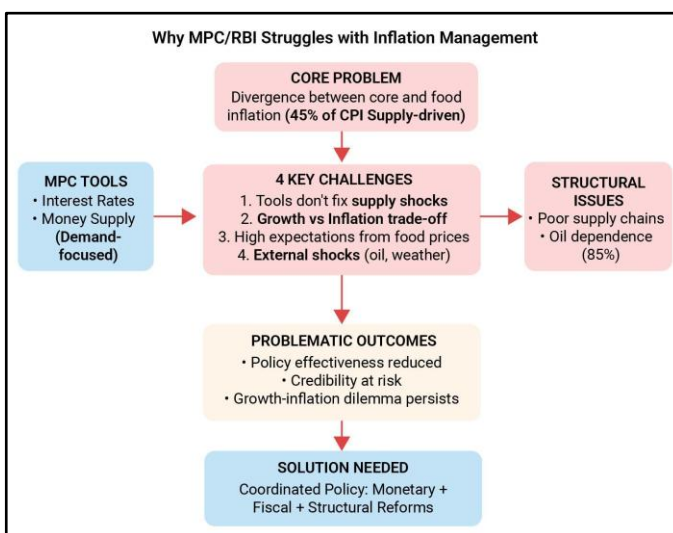 Why MPC/RBI Struggles with Inflation Management
CORE PROBLEM
Divergence between core and food
inflation (45% of CPI Supply-driven)
MPC TOOLS
• Interest Rates
• Money Supply
(Demand-
focused)
4 KEY CHALLENGES
1. Tools don't fix supply shocks
2. Growth vs Inflation trade-off
3. High expectations from food prices
4. External shocks (oil, weather)
STRUCTURAL
ISSUES
• Poor supply chains
• Oil dependence
(85%)
PROBLEMATIC OUTCOMES
• Policy effectiveness reduced
• Credibility at risk
• Growth-inflation dilemma persists
SOLUTION NEEDED
Coordinated Policy: Monetary +
Fiscal + Structural Reforms